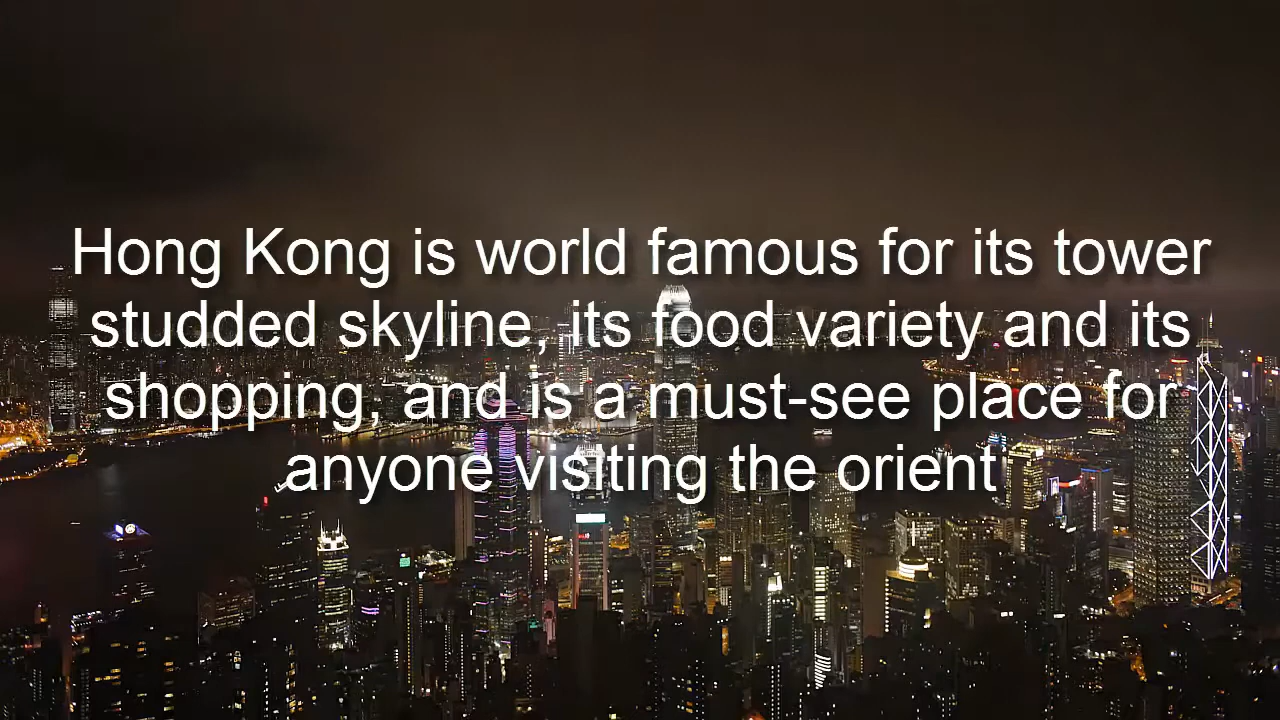 Hong Kong is world famous for its tower
studded skyline, its food variety and its
shopping, and is a must-see place for
anyone visiting the orient